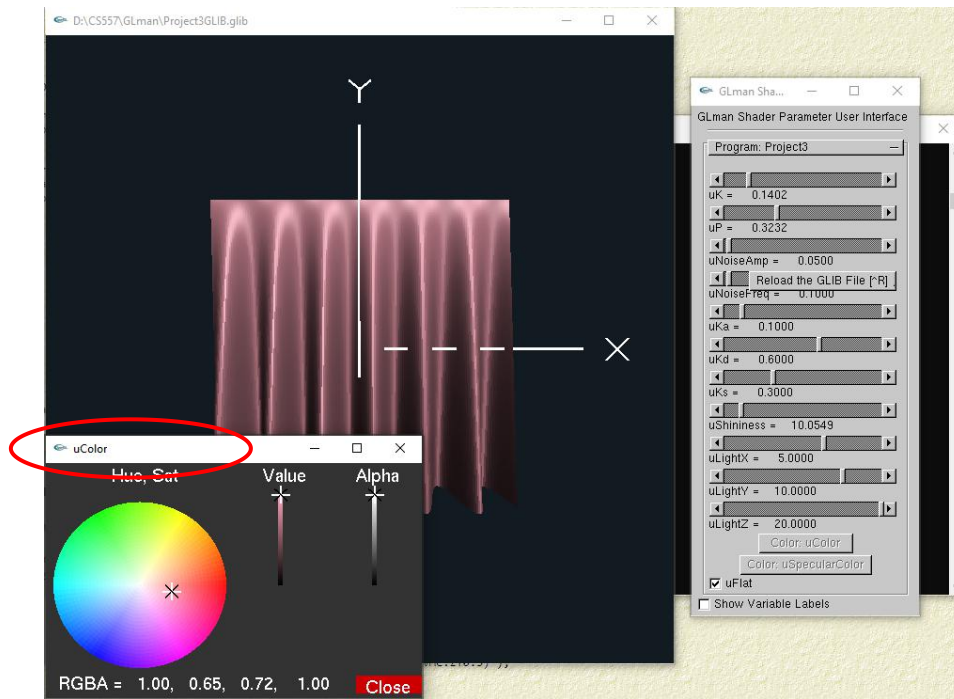 D:\CS557\GLman\Project3GLIB.glib
Y
X
GLman Sha...
GLman Shader Parameter User Interface
Program: Project3
uK = 0.1402
uP = 0.3232
uNoiseAmp = 0.0500
Reload the GLIB File [^R]
uNoiseFreq = 0.1000
uKa = 0.1000
uKd = 0.6000
uKs = 0.3000
uShininess = 10.0549
uLightX = 5.0000
uLightY = 10.0000
uLightZ = 20.0000
Color: uColor
Color: uSpecularColor
uFlat
Show Variable Labels
uColor
Hue, Sat Value Alpha
RGBA = 1.00, 0.65, 0.72, 1.00 Close